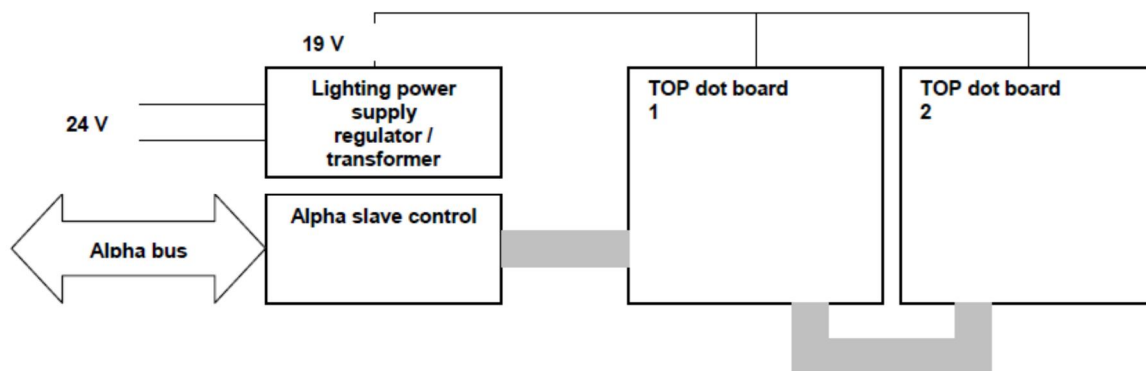 19 V
Lighting power
supply
regulator /
transformer
24 V
TOP dot board
1
TOP dot board
2
Alpha slave control
Alpha bus